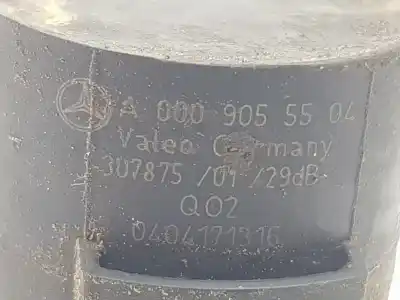 A 000 905 55 04
Valeo Germany
307875 /01 /29dB
Q02
0404171316